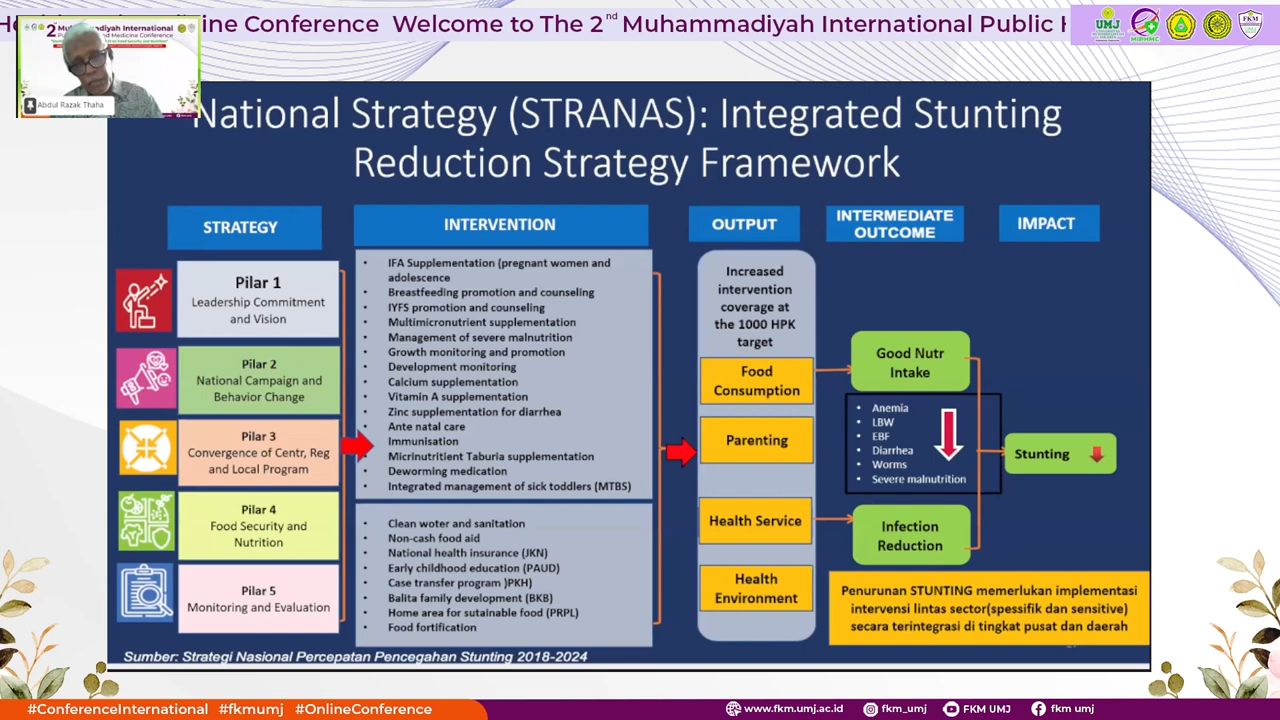 Health and Medicine Conference Welcome to The 2nd Muhammadiyah International Public H
UMJ
MIPHMC
FKM
2 Muhammadiyah International
Abdul Razak Thaha
National Strategy (STRANAS): Integrated Stunting
Reduction Strategy Framework
STRATEGY
INTERVENTION
OUTPUT
INTERMEDIATE
OUTCOME
IMPACT
Pilar 1
Leadership Commitment
and Vision
Pilar 2
National Campaign and
Behavior Change
Pilar 3
Convergence of Centr, Reg
and Local Program
Pilar 4
Food Security and
Nutrition
Pilar 5
Monitoring and Evaluation
• IFA Supplementation (pregnant women and
adolescence
• Breastfeeding promotion and counseling
• IYFS promotion and counseling
• Multimicronutrient supplementation
• Management of severe malnutrition
• Growth monitoring and promotion
• Development monitoring
• Calcium supplementation
• Vitamin A supplementation
• Zinc supplementation for diarrhea
• Ante natal care
• Immunisation
• Micrinutritient Taburia supplementation
• Deworming medication
• Integrated management of sick toddlers (MTBS)
• Clean woter and sanitation
• Non-cash food aid
• National health insurance (JKN)
• Early childhood education (PAUD)
• Case transfer program )PKH)
• Balita family development (BKB)
• Home area for sutainable food (PRPL)
• Food fortification
Increased
intervention
coverage at
the 1000 HPK
target
Food
Consumption
Parenting
Health Service
Health
Environment
Good Nutr
Intake
• Anemia
• LBW
• EBF
• Diarrhea
• Worms
• Severe malnutrition
Infection
Reduction
Stunting
Penurunan STUNTING memerlukan implementasi
intervensi lintas sector(spessifik dan sensitive)
secara terintegrasi di tingkat pusat dan daerah
Sumber: Strategi Nasional Percepatan Pencegahan Stunting 2018-2024
#ConferenceInternational #fkmumj #OnlineConference
www.fkm.umj.ac.id
fkm_umj
FKM UMJ
fkm umj